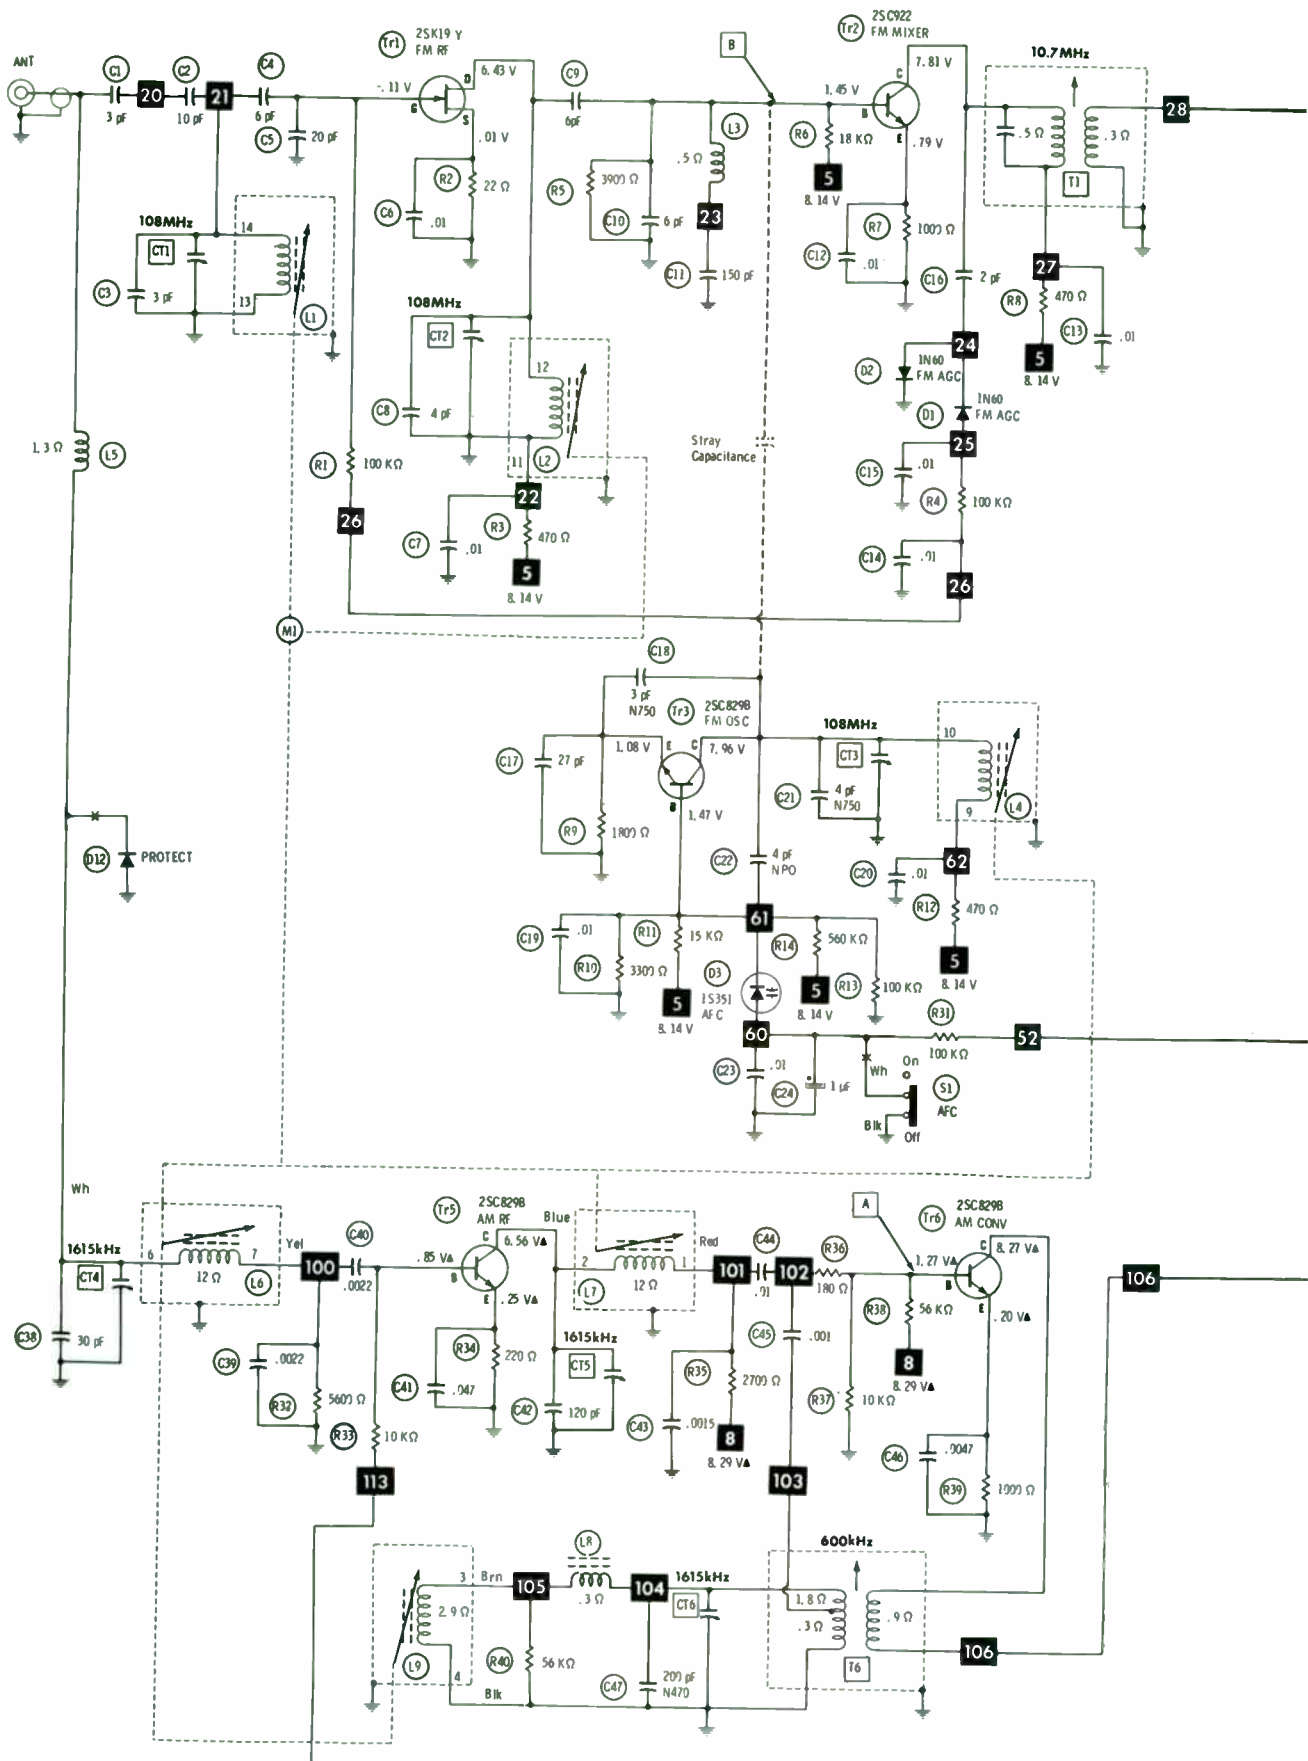 ANT
C1
3 pF
20
C2
10 pF
21
C4
6 pF
C5
20 pF
Tr1
2SK19 Y
FM RF
-.11 V
G
D
6.43 V
S
.01 V
C9
6pF
B
Tr2
2SC922
FM MIXER
7.81 V
C
1.45 V
B
E
.79 V
10.7MHz
.5 Ω
.3 Ω
T1
28
R2
22 Ω
C6
.01
R5
3900 Ω
C10
6 pF
L3
.5 Ω
23
C11
150 pF
R6
18 KΩ
5
8.14 V
R7
1000 Ω
C12
.01
C16
2 pF
27
R8
470 Ω
C13
.01
5
8.14 V
108MHz
CT1
C3
3 pF
14
13
L1
108MHz
CT2
C8
4 pF
12
11
L2
24
D2
1N60
FM AGC
D1
1N60
FM AGC
25
C15
.01
R4
100 KΩ
C14
.01
26
Stray
Capacitance
1.3 Ω
L5
R1
100 KΩ
26
22
R3
470 Ω
C7
.01
5
8.14 V
M1
C18
3 pF
N750
Tr3
2SC829B
FM OSC
E
C
1.08 V
7.96 V
B
1.47 V
C17
27 pF
R9
1800 Ω
108MHz
CT3
C21
4 pF
N750
10
9
L4
C22
4 pF
NPO
C20
.01
62
R12
470 Ω
5
8.14 V
D12
PROTECT
C19
.01
R10
3300 Ω
R11
15 KΩ
5
8.14 V
61
D3
1S351
AFC
R14
560 KΩ
5
8.14 V
R13
100 KΩ
60
C23
.01
C24
1 µF
R31
100 KΩ
52
Wh
On
S1
AFC
Blk
Off
Wh
1615kHz
CT4
C38
30 pF
6
7
12 Ω
L6
Yel
100
C40
.0022
C39
.0022
R32
5600 Ω
R33
10 KΩ
113
Tr5
2SC829B
AM RF
C
6.56 V▲
.85 V▲
B
E
.25 V▲
R34
220 Ω
C41
.047
Blue
2
1
L7
12 Ω
Red
1615kHz
CT5
C42
120 pF
101
C44
.01
102
R36
180 Ω
C45
.001
R35
2700 Ω
C43
.0015
8
8.29 V▲
A
Tr6
2SC829B
AM CONV
C
8.27 V▲
1.27 V▲
B
E
.20 V▲
R38
56 KΩ
8
8.29 V▲
R37
10 KΩ
C46
.0047
R39
1000 Ω
106
103
600kHz
1.8 Ω
.3 Ω
.9 Ω
T6
106
L8
.3 Ω
3
Brn
105
104
1615kHz
CT6
2.9 Ω
L9
4
Blk
R40
56 KΩ
C47
200 pF
N470